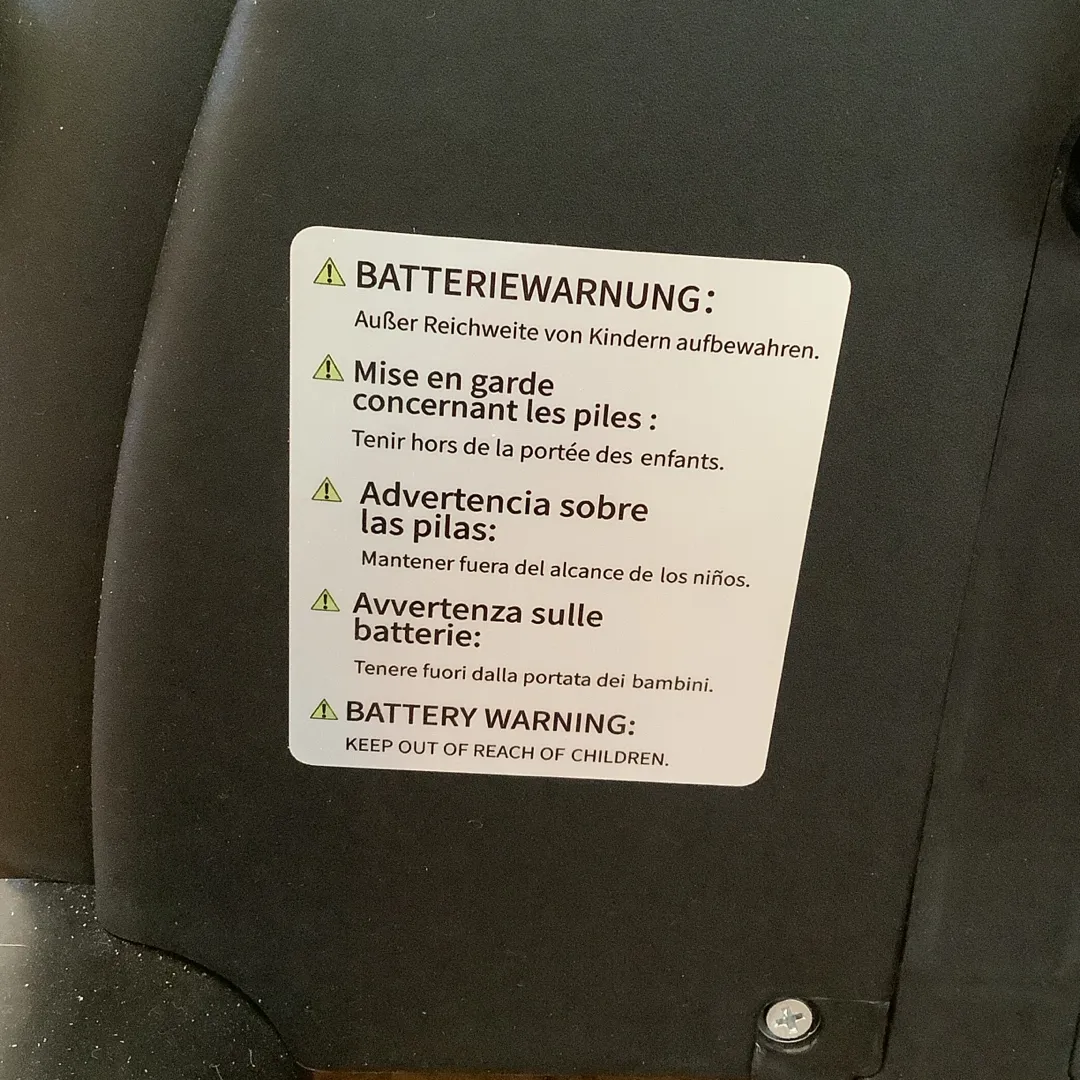 BATTERIEWARNUNG:
Außer Reichweite von Kindern aufbewahren.
Mise en garde
concernant les piles :
Tenir hors de la portée des enfants.
Advertencia sobre
las pilas:
Mantener fuera del alcance de los niños.
Avvertenza sulle
batterie:
Tenere fuori dalla portata dei bambini.
BATTERY WARNING:
KEEP OUT OF REACH OF CHILDREN.